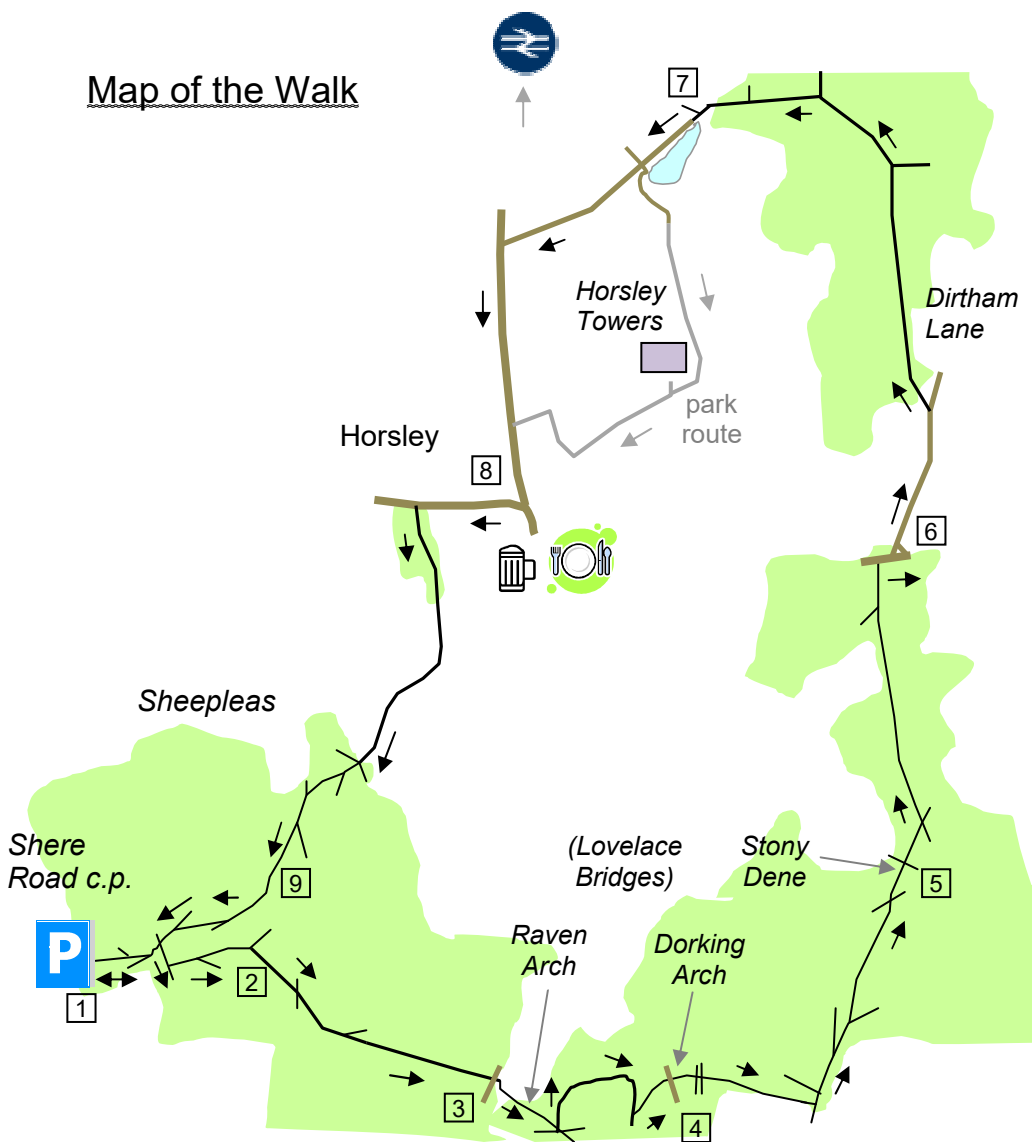 Map of the Walk
7
Horsley
Towers
Dirtham
Lane
park
route
Horsley
8
6
Sheepleas
Shere
Road c.p.
(Lovelace
Bridges)
Stony
Dene
9
5
P
Raven
Arch
Dorking
Arch
2
1
3
4